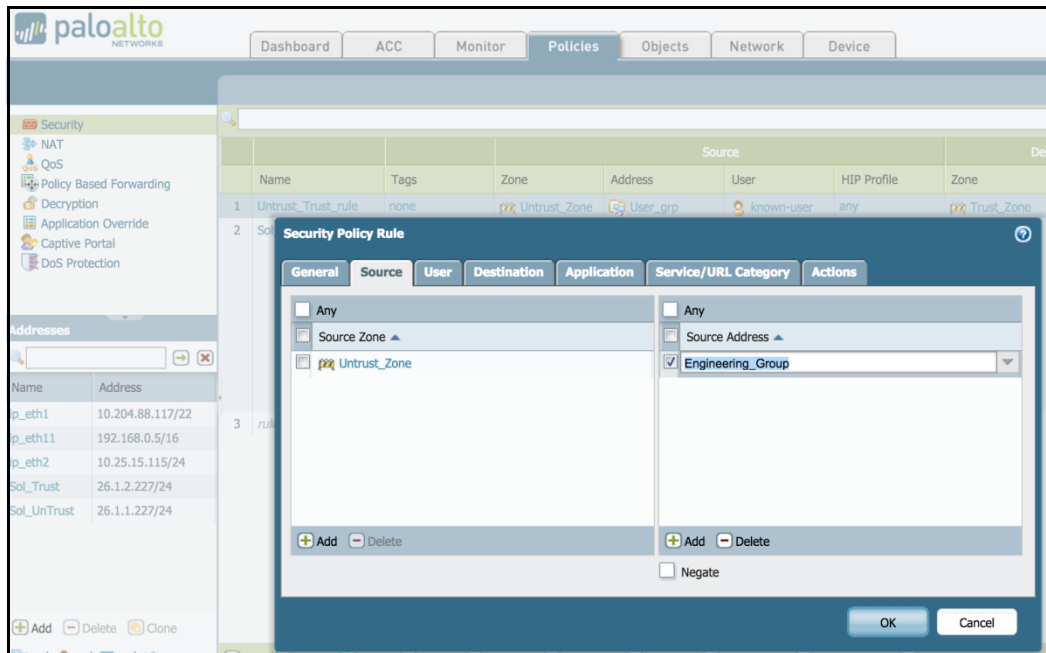 paloalto
NETWORKS
Dashboard ACC Monitor Policies Objects Network Device
Security
NAT
QoS
Policy Based Forwarding
Decryption
Application Override
Captive Portal
DoS Protection
Source De
Name Tags Zone Address User HIP Profile Zone
1 Untrust_Trust_rule none Untrust_Zone User_grp known-user any Trust_Zone
2 Sol
3 rule
Security Policy Rule
General Source User Destination Application Service/URL Category Actions
Any
Source Zone
Untrust_Zone
Add Delete
Any
Source Address
Engineering_Group
Add Delete
Negate
OK Cancel
Addresses
Name Address
ip_eth1 10.204.88.117/22
ip_eth11 192.168.0.5/16
ip_eth2 10.25.15.115/24
Sol_Trust 26.1.2.227/24
Sol_UnTrust 26.1.1.227/24
Add Delete Clone